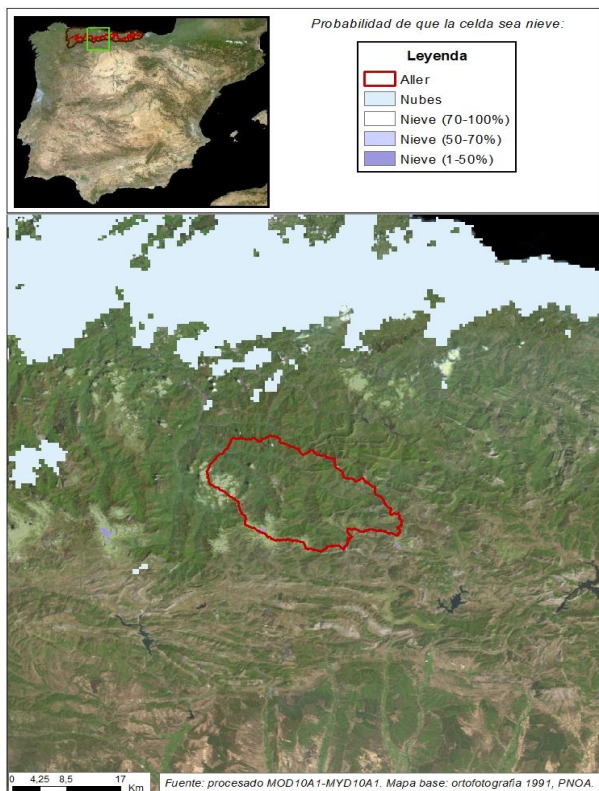 Probabilidad de que la celda sea nieve:
Leyenda
Aller
Nubes
Nieve (70-100%)
Nieve (50-70%)
Nieve (1-50%)
0 4,25 8,5 17
Km
Fuente: procesado MOD10A1-MYD10A1. Mapa base: ortofotografía 1991, PNOA.